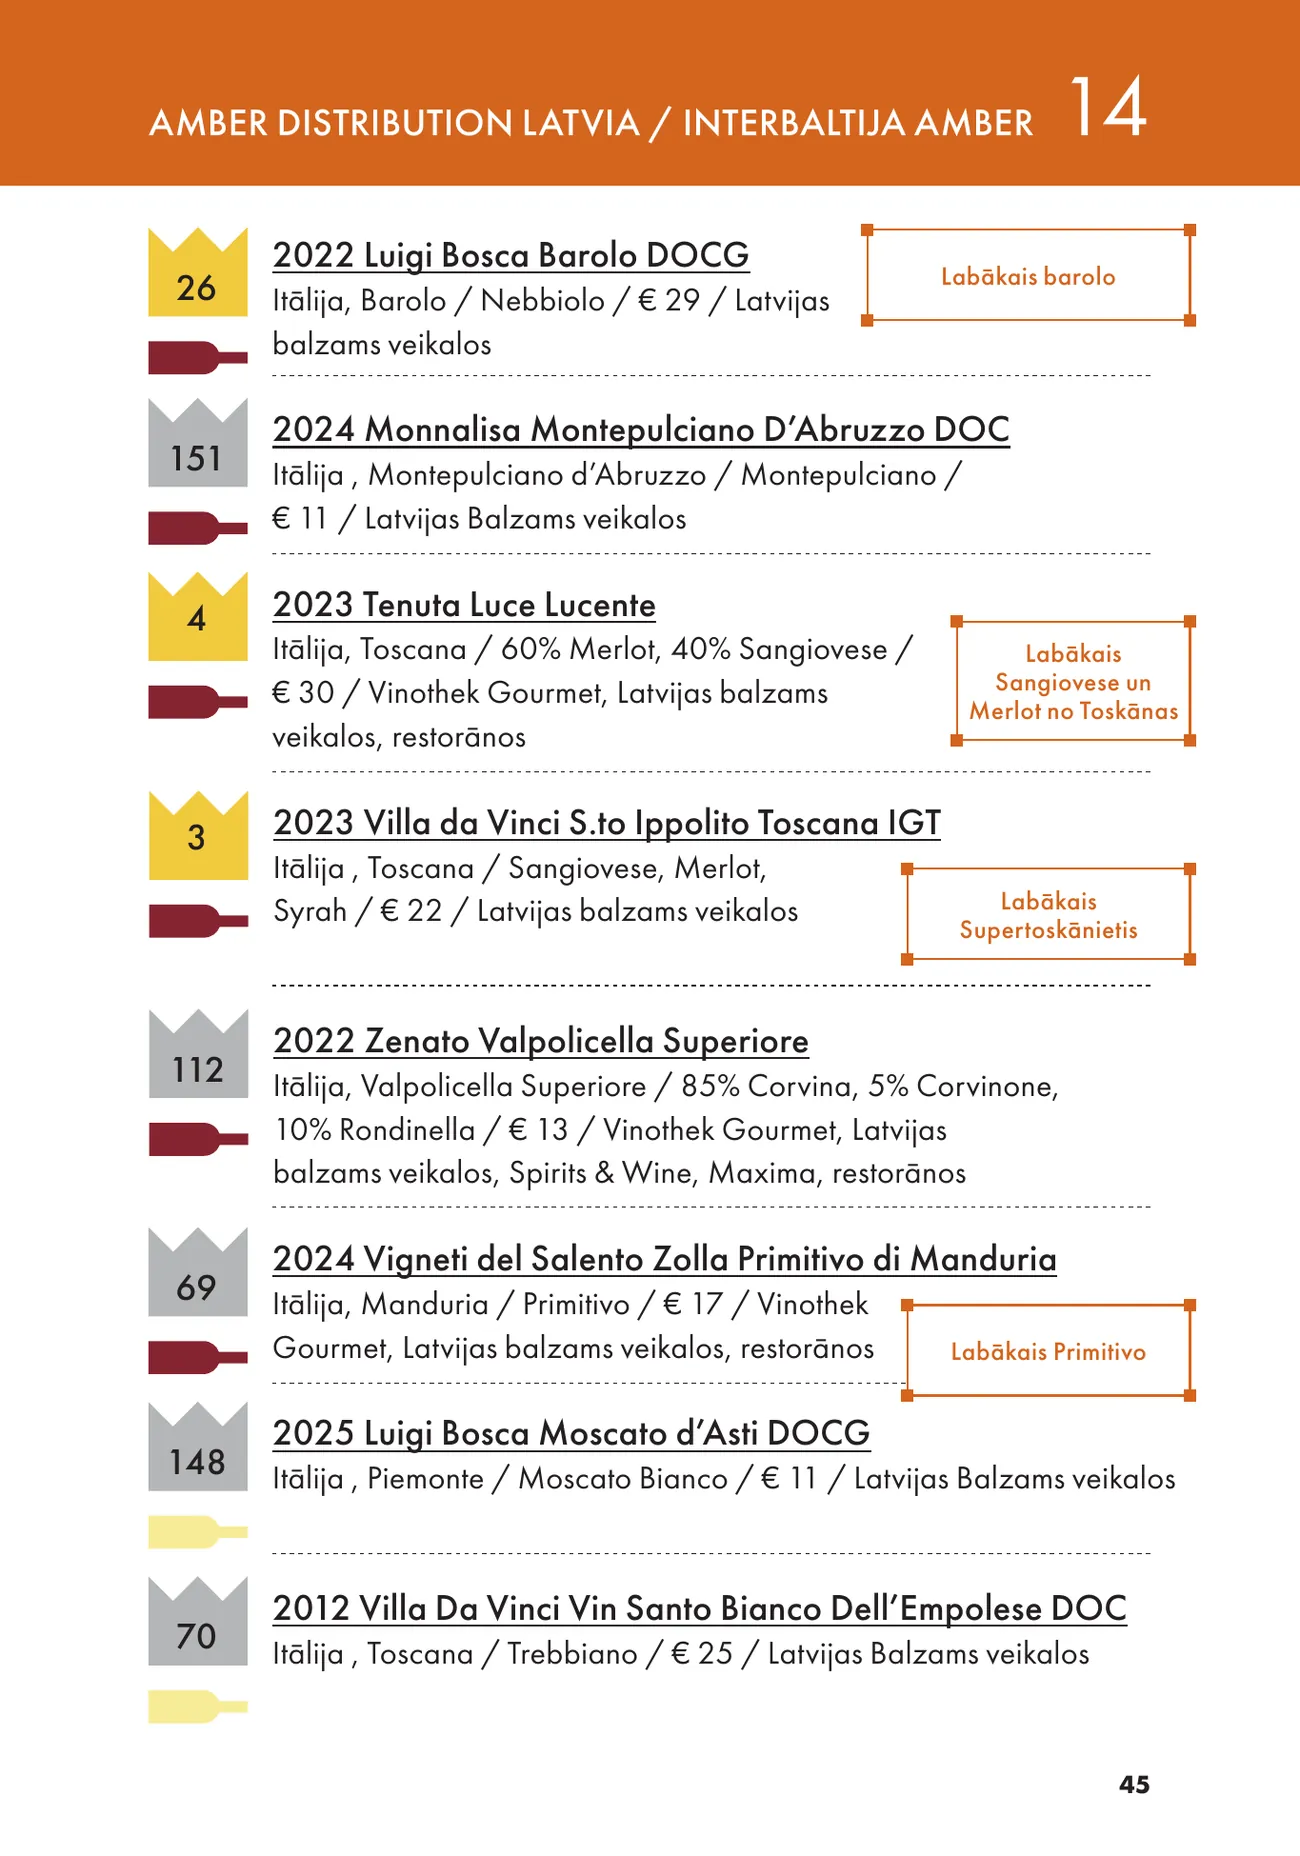 AMBER DISTRIBUTION LATVIA / INTERBALTIJA AMBER 14
26
2022 Luigi Bosca Barolo DOCG
Itālija, Barolo / Nebbiolo / € 29 / Latvijas
balzams veikalos
Labākais barolo
151
2024 Monnalisa Montepulciano D’Abruzzo DOC
Itālija , Montepulciano d’Abruzzo / Montepulciano /
€ 11 / Latvijas Balzams veikalos
4
2023 Tenuta Luce Lucente
Itālija, Toscana / 60% Merlot, 40% Sangiovese /
€ 30 / Vinothek Gourmet, Latvijas balzams
veikalos, restorānos
Labākais
Sangiovese un
Merlot no Toskānas
3
2023 Villa da Vinci S.to Ippolito Toscana IGT
Itālija , Toscana / Sangiovese, Merlot,
Syrah / € 22 / Latvijas balzams veikalos
Labākais
Supertoskānietis
112
2022 Zenato Valpolicella Superiore
Itālija, Valpolicella Superiore / 85% Corvina, 5% Corvinone,
10% Rondinella / € 13 / Vinothek Gourmet, Latvijas
balzams veikalos, Spirits & Wine, Maxima, restorānos
69
2024 Vigneti del Salento Zolla Primitivo di Manduria
Itālija, Manduria / Primitivo / € 17 / Vinothek
Gourmet, Latvijas balzams veikalos, restorānos
Labākais Primitivo
148
2025 Luigi Bosca Moscato d’Asti DOCG
Itālija , Piemonte / Moscato Bianco / € 11 / Latvijas Balzams veikalos
70
2012 Villa Da Vinci Vin Santo Bianco Dell’Empolese DOC
Itālija , Toscana / Trebbiano / € 25 / Latvijas Balzams veikalos
45